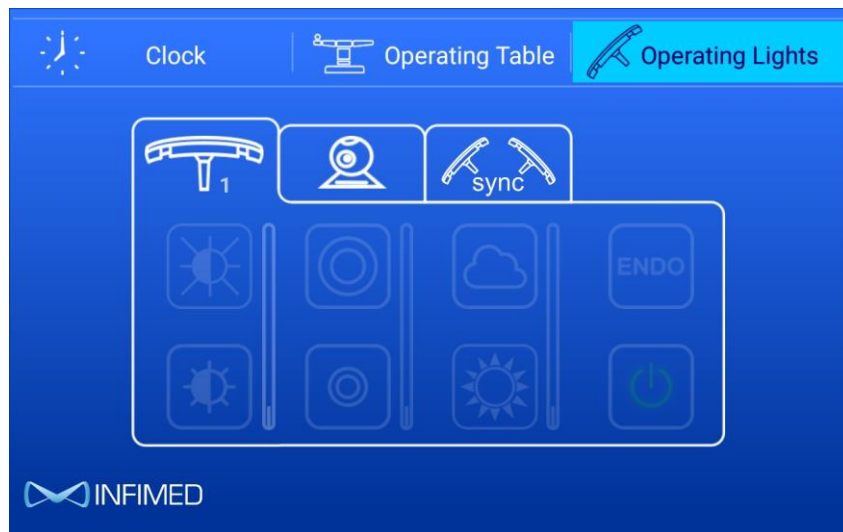 Clock
Operating Table
Operating Lights
1
sync
ENDO
INFIMED